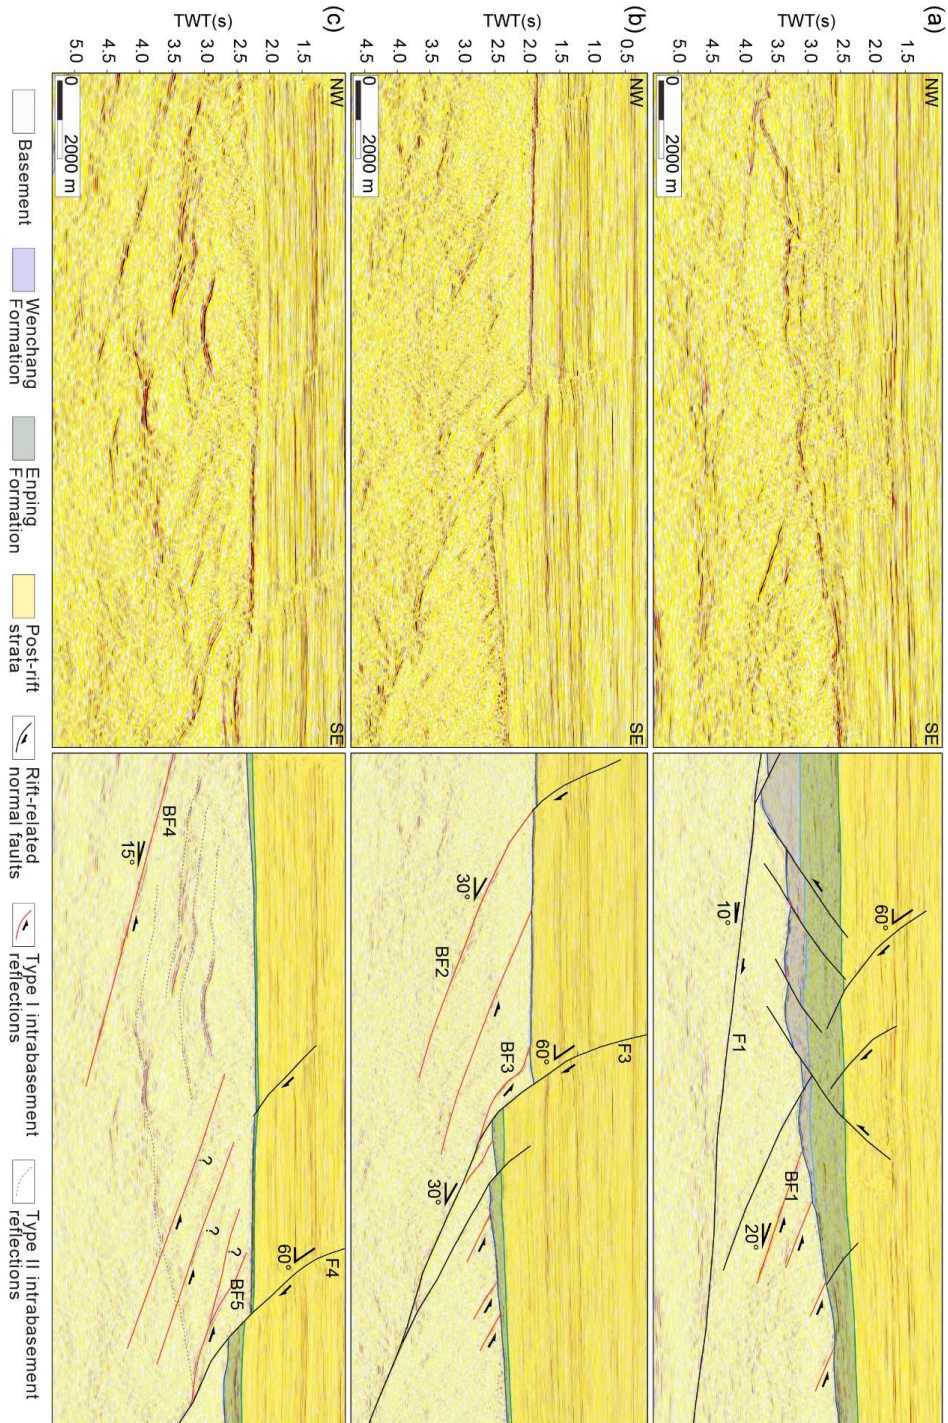 (a)
TWT(s)
1.5
2.0
2.5
3.0
3.5
4.0
4.5
5.0
NW
SE
0
2000 m
60°
10°
F1
BF1
20°
(b)
TWT(s)
0.5
1.0
1.5
2.0
2.5
3.0
3.5
4.0
4.5
NW
SE
0
2000 m
30°
BF2
F3
60°
BF3
30°
(c)
TWT(s)
1.5
2.0
2.5
3.0
3.5
4.0
4.5
5.0
NW
SE
0
2000 m
BF4
15°
?
?
?
F4
60°
BF5
Basement
Wenchang
Formation
Enping
Formation
Post-rift
strata
Rift-related
normal faults
Type I intrabasement
reflections
Type II intrabasement
reflections